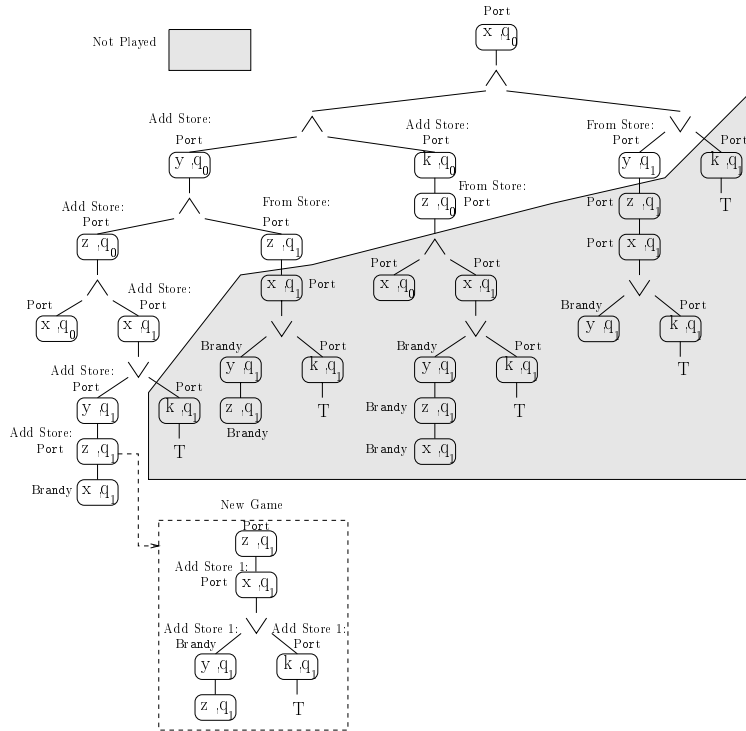 Port
Not Played
x ,q0
Add Store:
Port
Add Store:
Port
From Store:
Port
Port
y ,q0
k ,q0
y ,q1
k ,q1
T
Add Store:
Port
From Store:
Port
From Store:
z ,q0
Port
Port
z ,q1
z ,q0
z ,q1
Port
x ,q1
Port
Add Store:
Port
x ,q1
Port
Port
x ,q0
Port
x ,q1
Brandy
Port
x ,q0
x ,q1
y ,q1
k ,q1
T
Brandy
Port
Brandy
Port
Add Store:
Port
Port
y ,q1
k ,q1
T
y ,q1
k ,q1
T
y ,q1
k ,q1
T
z ,q1
Brandy
Brandy
z ,q1
Add Store:
Port
z ,q1
Brandy
x ,q1
Brandy
x ,q1
New Game
Port
z ,q1
Add Store 1:
Port
x ,q1
Add Store 1:
Brandy
Add Store 1:
Port
y ,q1
k ,q1
z ,q1
T